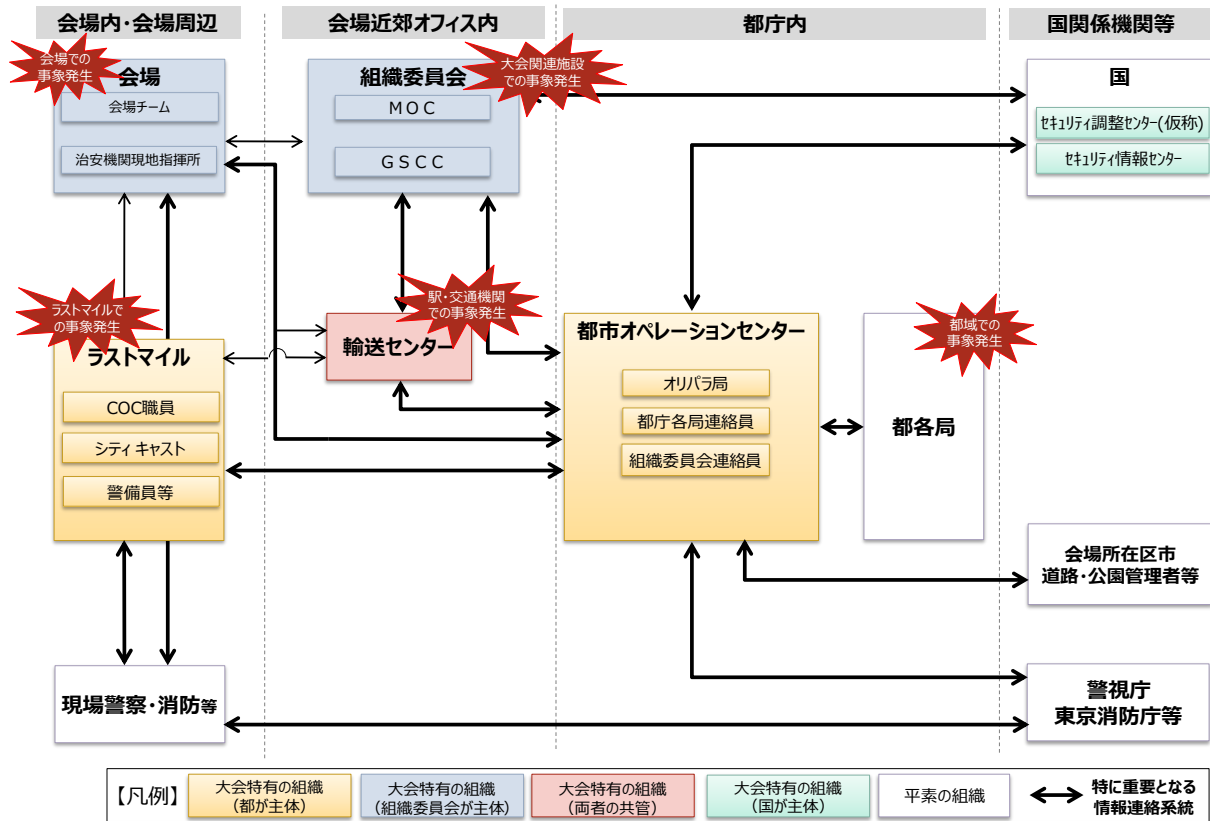 会場内・会場周辺
会場近郊オフィス内
都庁内
国関係機関等
会場での
事象発生
会場
会場チーム
治安機関現地指揮所
組織委員会
MOC
GSCC
大会関連施設
での事象発生
国
セキュリティ調整センター(仮称)
セキュリティ情報センター
ラストマイルで
の事象発生
ラストマイル
COC職員
シティ キャスト
警備員等
駅・交通機関
での事象発生
輸送センター
都市オペレーションセンター
オリパラ局
都庁各局連絡員
組織委員会連絡員
都域での
事象発生
都各局
会場所在区市
道路・公園管理者等
現場警察・消防等
警視庁
東京消防庁等
【凡例】
大会特有の組織
(都が主体)
大会特有の組織
(組織委員会が主体)
大会特有の組織
(両者の共管)
大会特有の組織
(国が主体)
平素の組織
特に重要となる
情報連絡系統